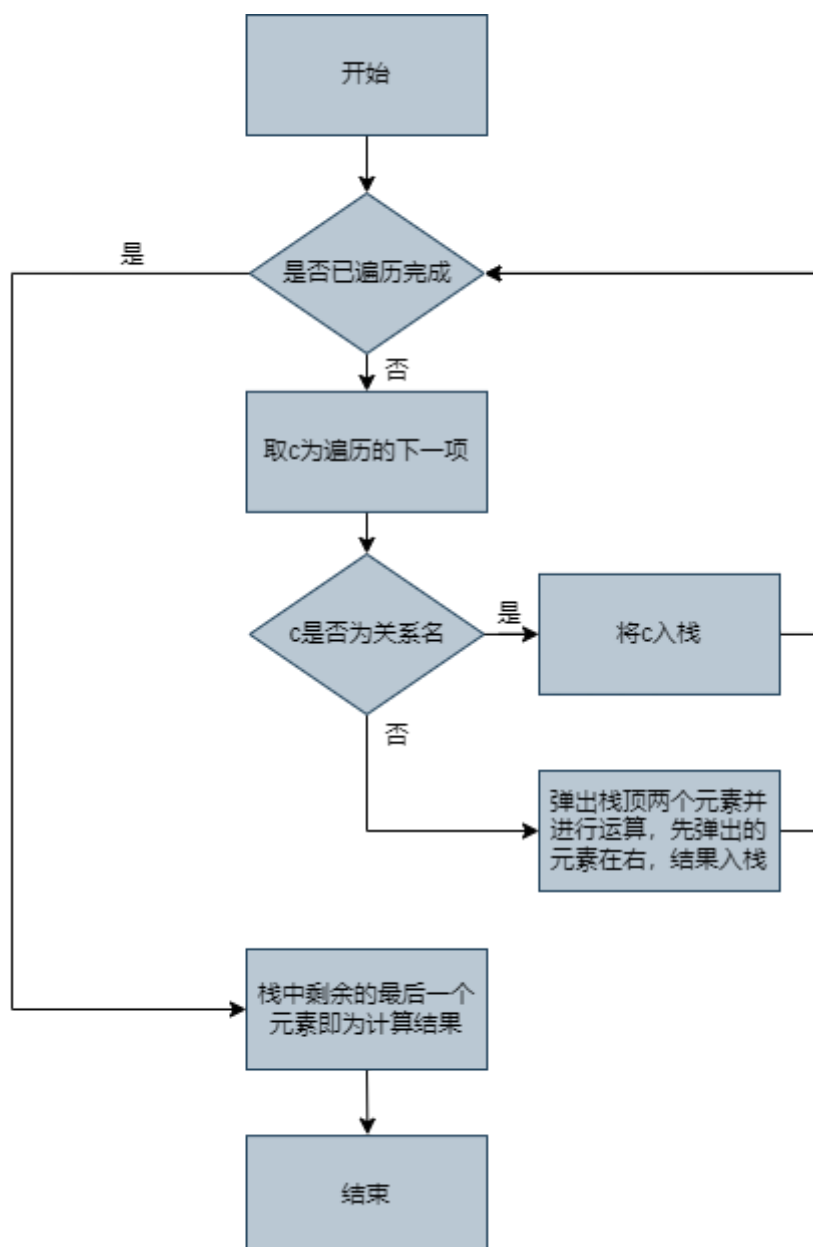 开始
是
是否已遍历完成
否
取c为遍历的下一项
c是否为关系名
是
将c入栈
否
弹出栈顶两个元素并
进行运算，先弹出的
元素在右，结果入栈
栈中剩余的最后一个
元素即为计算结果
结束